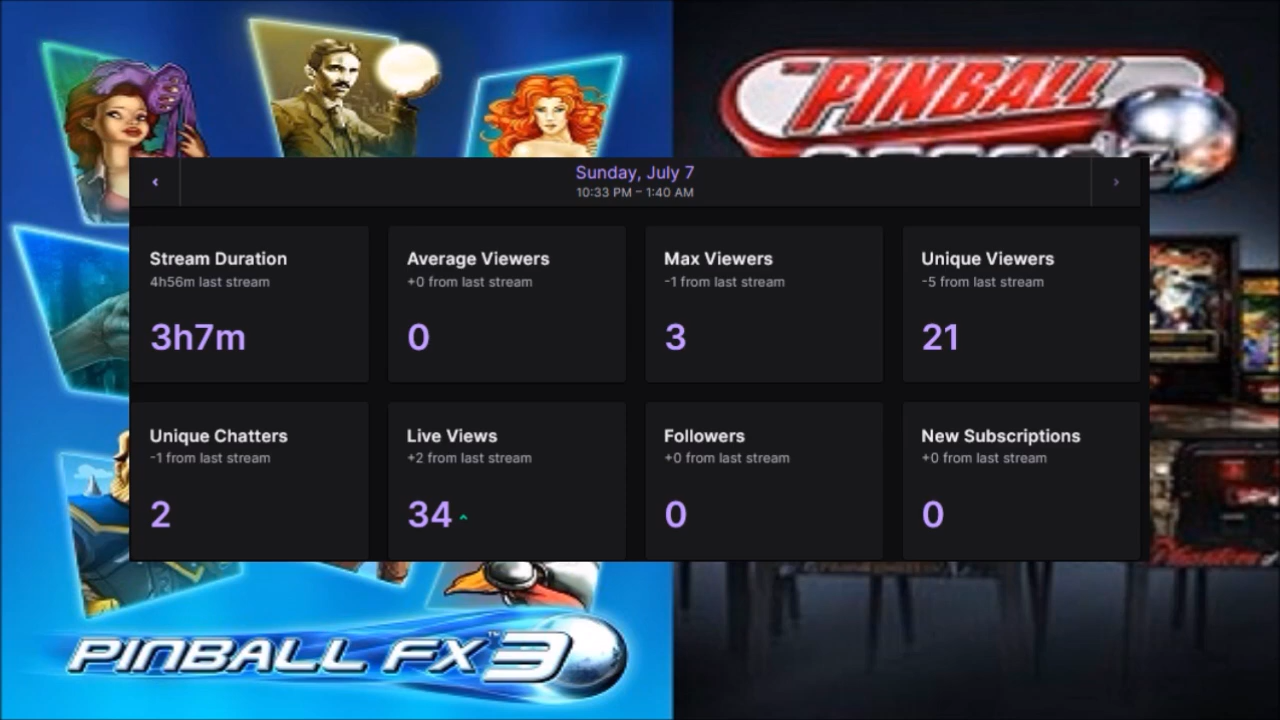 PINBALL
Sunday, July 7
10:33 PM – 1:40 AM
Stream Duration
4h56m last stream
3h7m
Average Viewers
+0 from last stream
0
Max Viewers
-1 from last stream
3
Unique Viewers
-5 from last stream
21
Unique Chatters
-1 from last stream
2
Live Views
+2 from last stream
34
Followers
+0 from last stream
0
New Subscriptions
+0 from last stream
0
PINBALL FX™3